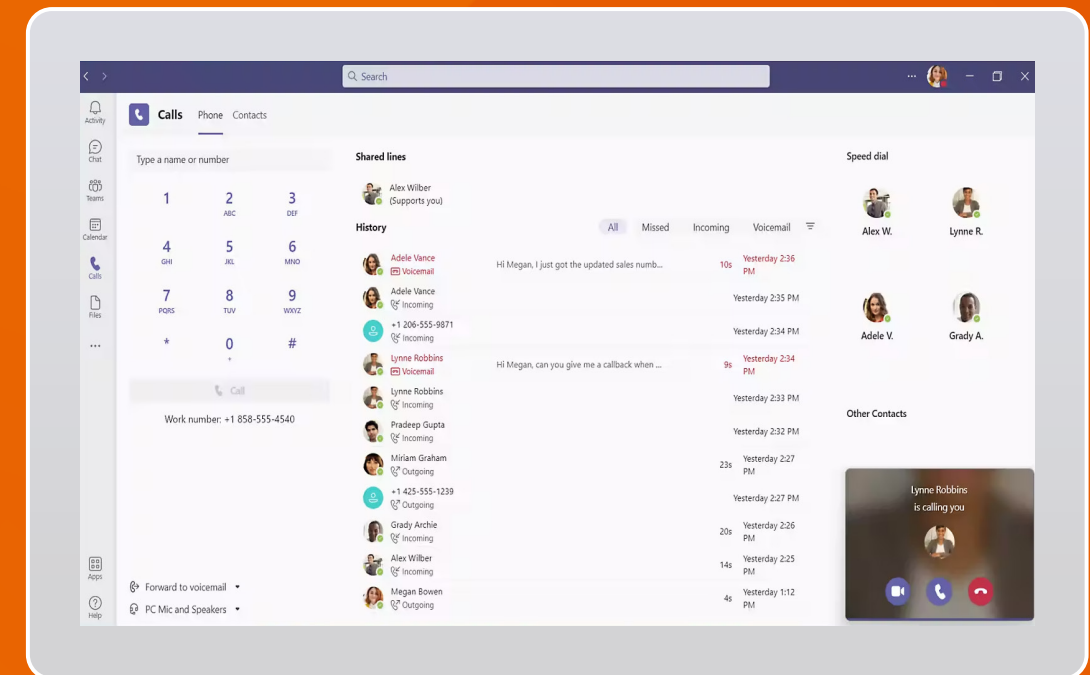 Search
Activity
Chat
Teams
Calendar
Calls
Files
Apps
Help
Calls Phone Contacts
Type a name or number
1 2 3
ABC DEF
4 5 6
GHI JKL MNO
7 8 9
PQRS TUV WXYZ
* 0 #
+
Call
Work number: +1 858-555-4540
Forward to voicemail
PC Mic and Speakers
Shared lines
Alex Wilber
(Supports you)
History All Missed Incoming Voicemail
Adele Vance Hi Megan, I just got the updated sales numb... 10s Yesterday 2:36
Voicemail PM
Adele Vance Yesterday 2:35 PM
Incoming
+1 206-555-9871 Yesterday 2:34 PM
Incoming
Lynne Robbins Hi Megan, can you give me a callback when ... 9s Yesterday 2:34
Voicemail PM
Lynne Robbins Yesterday 2:33 PM
Incoming
Pradeep Gupta Yesterday 2:32 PM
Incoming
Miriam Graham 23s Yesterday 2:27
Outgoing PM
+1 425-555-1239 Yesterday 2:27 PM
Outgoing
Grady Archie 20s Yesterday 2:26
Incoming PM
Alex Wilber 14s Yesterday 2:25
Incoming PM
Megan Bowen 4s Yesterday 1:12
Outgoing PM
Speed dial
Alex W. Lynne R.
Adele V. Grady A.
Other Contacts
Lynne Robbins
is calling you